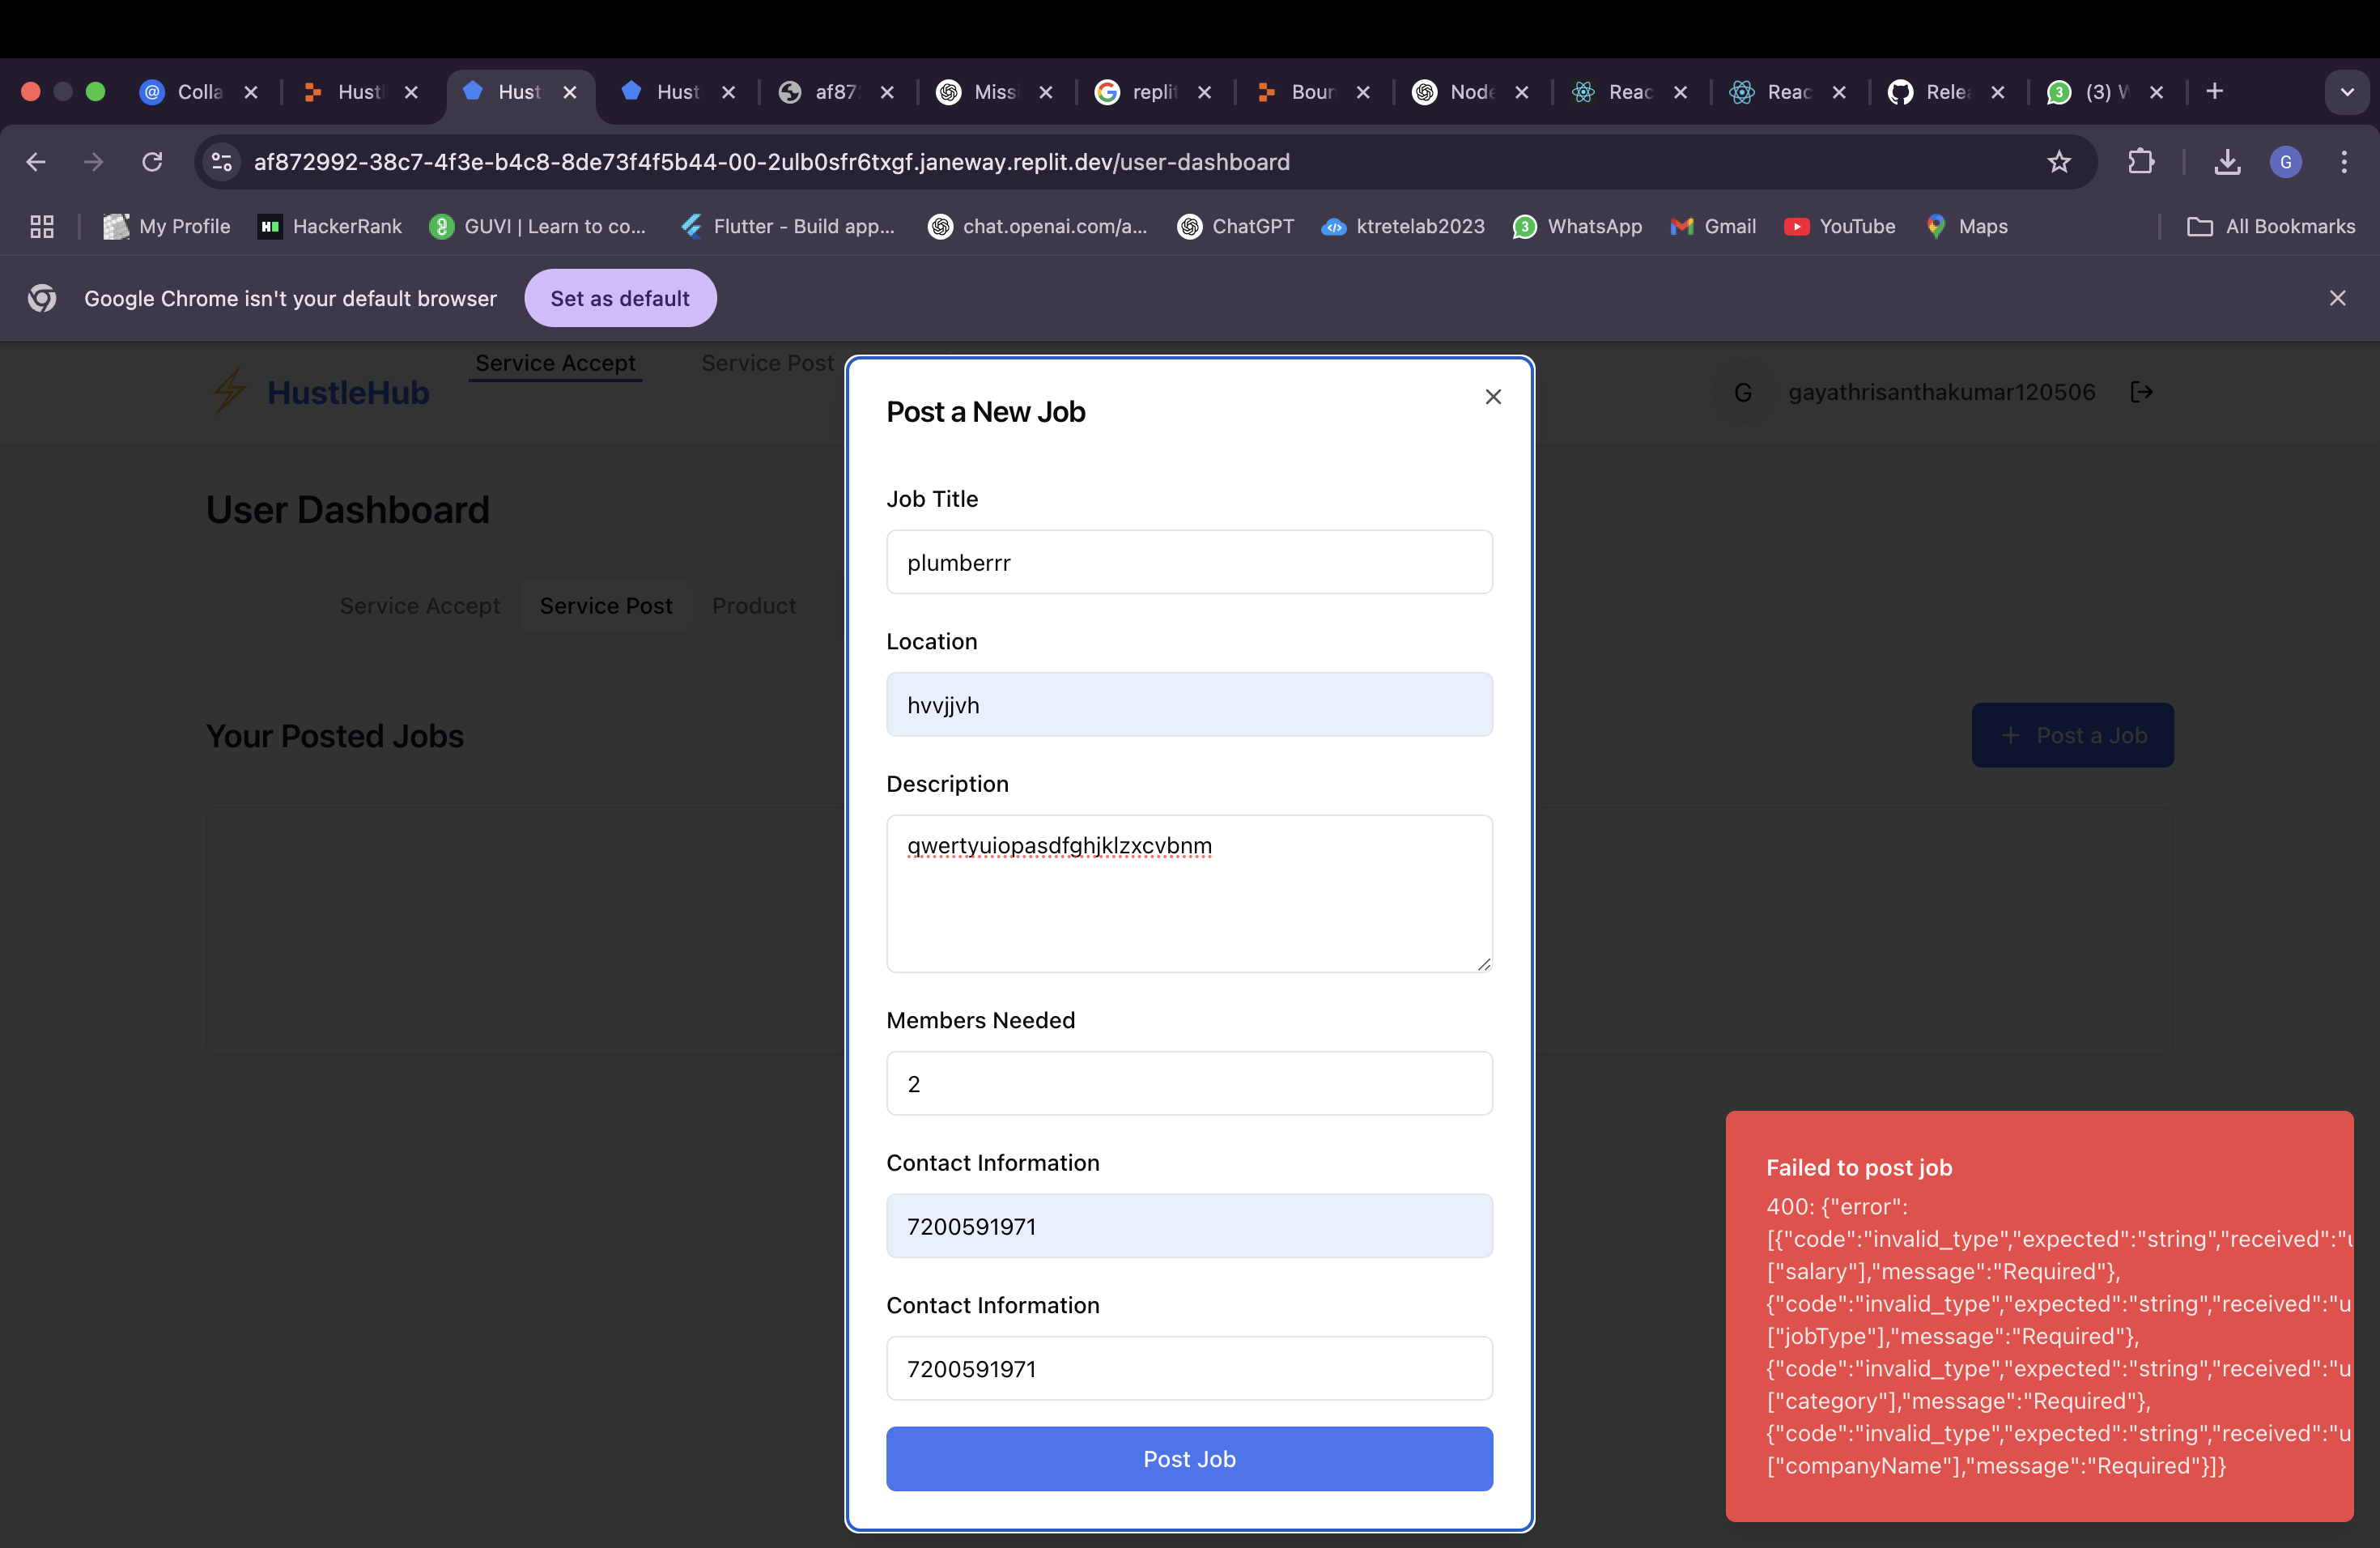 Colla
Hustl
Hust
Hust
af872
Miss
replit
Boun
Node
Reac
Reac
Relea
(3) W
af872992-38c7-4f3e-b4c8-8de73f4f5b44-00-2ulb0sfr6txgf.janeway.replit.dev/user-dashboard
G
My Profile
HackerRank
GUVI | Learn to co...
Flutter - Build app...
chat.openai.com/a...
ChatGPT
ktretelab2023
WhatsApp
Gmail
YouTube
Maps
All Bookmarks
Google Chrome isn't your default browser
Set as default
HustleHub
Service Accept
Service Post
G
gayathrisanthakumar120506
User Dashboard
Service Accept
Service Post
Product
Your Posted Jobs
+ Post a Job
Post a New Job
Job Title
plumberrr
Location
hvvjjvh
Description
qwertyuiopasdfghjklzxcvbnm
Members Needed
2
Contact Information
7200591971
Contact Information
7200591971
Post Job
Failed to post job
400: {"error":
[{"code":"invalid_type","expected":"string","received":"u
["salary"],"message":"Required"},
{"code":"invalid_type","expected":"string","received":"u
["jobType"],"message":"Required"},
{"code":"invalid_type","expected":"string","received":"u
["category"],"message":"Required"},
{"code":"invalid_type","expected":"string","received":"u
["companyName"],"message":"Required"}]}